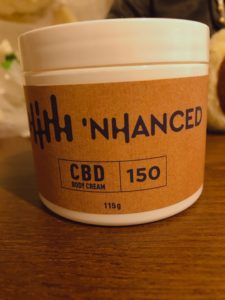 'NHANCED
CBD 150
BODY CREAM
115g